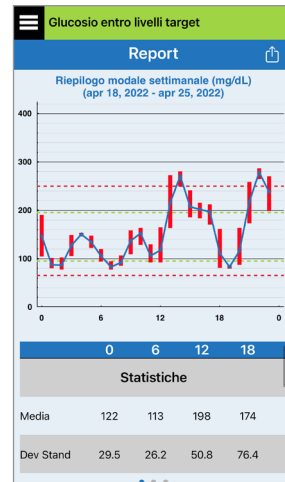 Glucosio entro livelli target
Report
Riepilogo modale settimanale (mg/dL)
(apr 18, 2022 - apr 25, 2022)
400
300
200
100
0
0 6 12 18 0
0 6 12 18
Statistiche
Media 122 113 198 174
Dev Stand 29.5 26.2 50.8 76.4